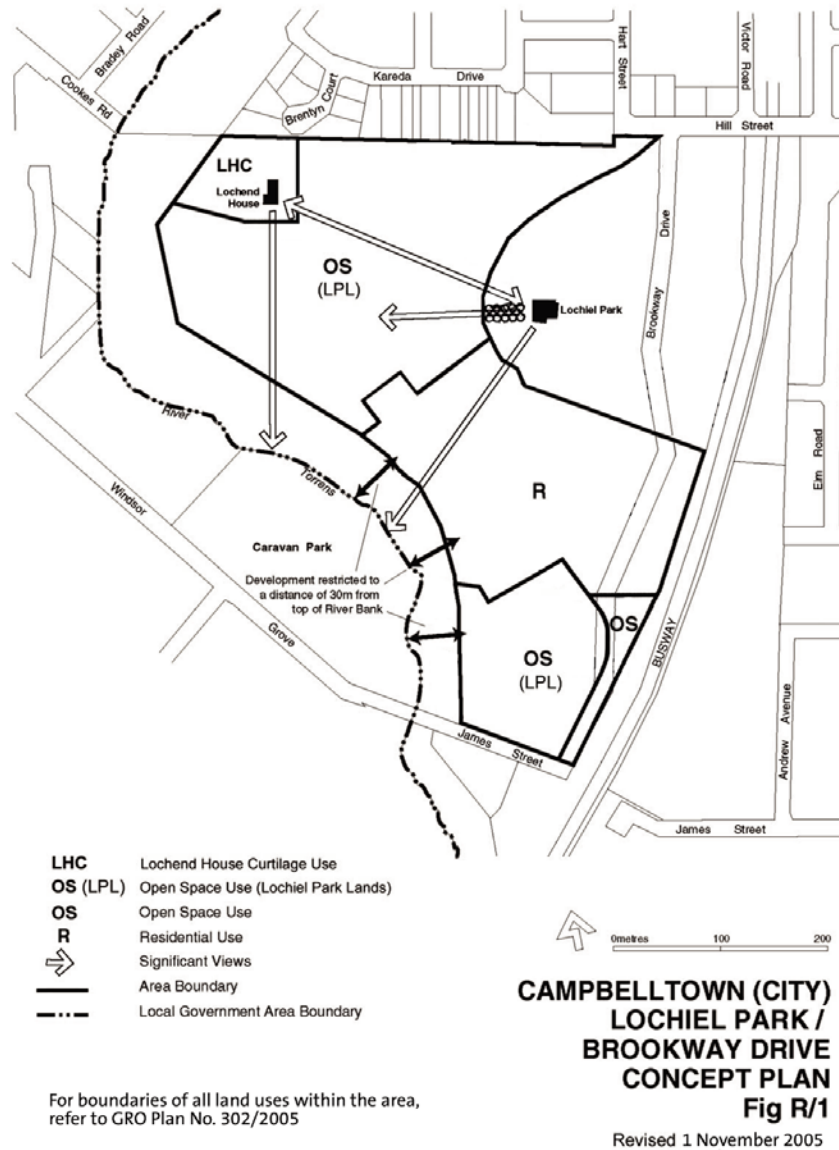 Bradey Road
Cookes Rd
Brentyn Court
Kareda Drive
Hart Street
Victor Road
Hill Street
LHC
Lochend
House
OS
(LPL)
Lochiel Park
Brookway Drive
River Torrens
Windsor Grove
R
Elm Road
Caravan Park
Development restricted to
a distance of 30m from
top of River Bank
OS
OS
(LPL)
BUSWAY
James Street
Andrew Avenue
James Street
LHC Lochend House Curtilage Use
OS (LPL) Open Space Use (Lochiel Park Lands)
OS Open Space Use
R Residential Use
Significant Views
Area Boundary
Local Government Area Boundary
0metres 100 200
CAMPBELLTOWN (CITY)
LOCHIEL PARK /
BROOKWAY DRIVE
CONCEPT PLAN
Fig R/1
Revised 1 November 2005
For boundaries of all land uses within the area,
refer to GRO Plan No. 302/2005